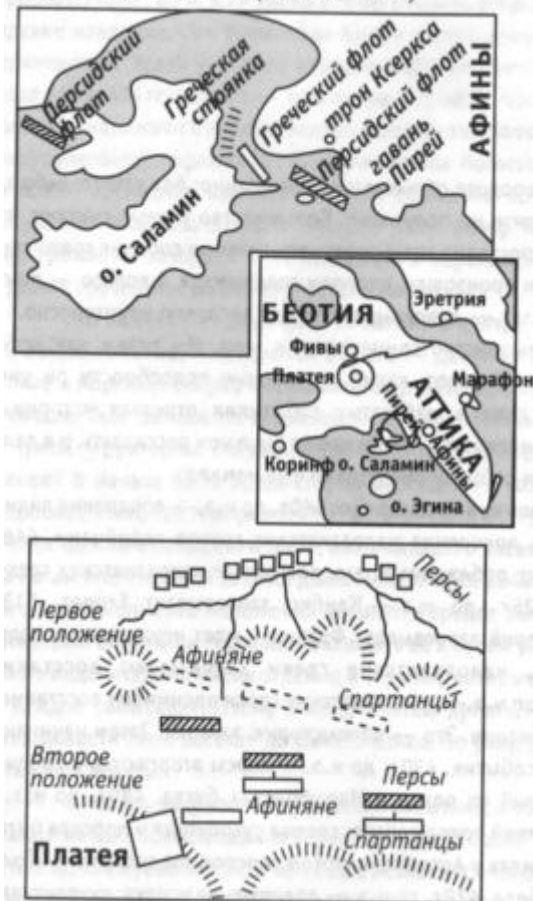 Персидский
флот
Греческая
стоянка
Греческий флот
трон Ксеркса
Персидский флот
гавань
Пирей
АФИНЫ
о. Саламин
БЕОТИЯ
Эретрия
Фивы
Платея
Марафон
АТТИКА
Пирей
Афины
Коринф
о. Саламин
о. Эгина
Персы
Первое
положение
Афиняне
Спартанцы
Второе
положение
Персы
Афиняне
Спартанцы
Платея